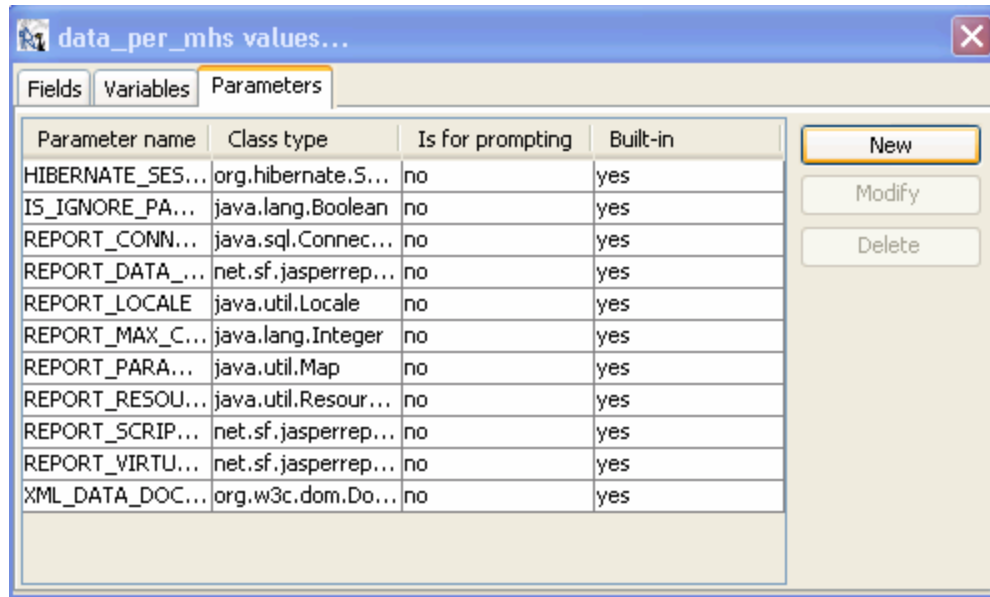 data_per_mhs values...
Fields Variables Parameters
Parameter name Class type Is for prompting Built-in
HIBERNATE_SES... org.hibernate.S... no yes
IS_IGNORE_PA... java.lang.Boolean no yes
REPORT_CONN... java.sql.Connec... no yes
REPORT_DATA_... net.sf.jasperrep... no yes
REPORT_LOCALE java.util.Locale no yes
REPORT_MAX_C... java.lang.Integer no yes
REPORT_PARA... java.util.Map no yes
REPORT_RESOU... java.util.Resour... no yes
REPORT_SCRIP... net.sf.jasperrep... no yes
REPORT_VIRTU... net.sf.jasperrep... no yes
XML_DATA_DOC... org.w3c.dom.Do... no yes
New
Modify
Delete